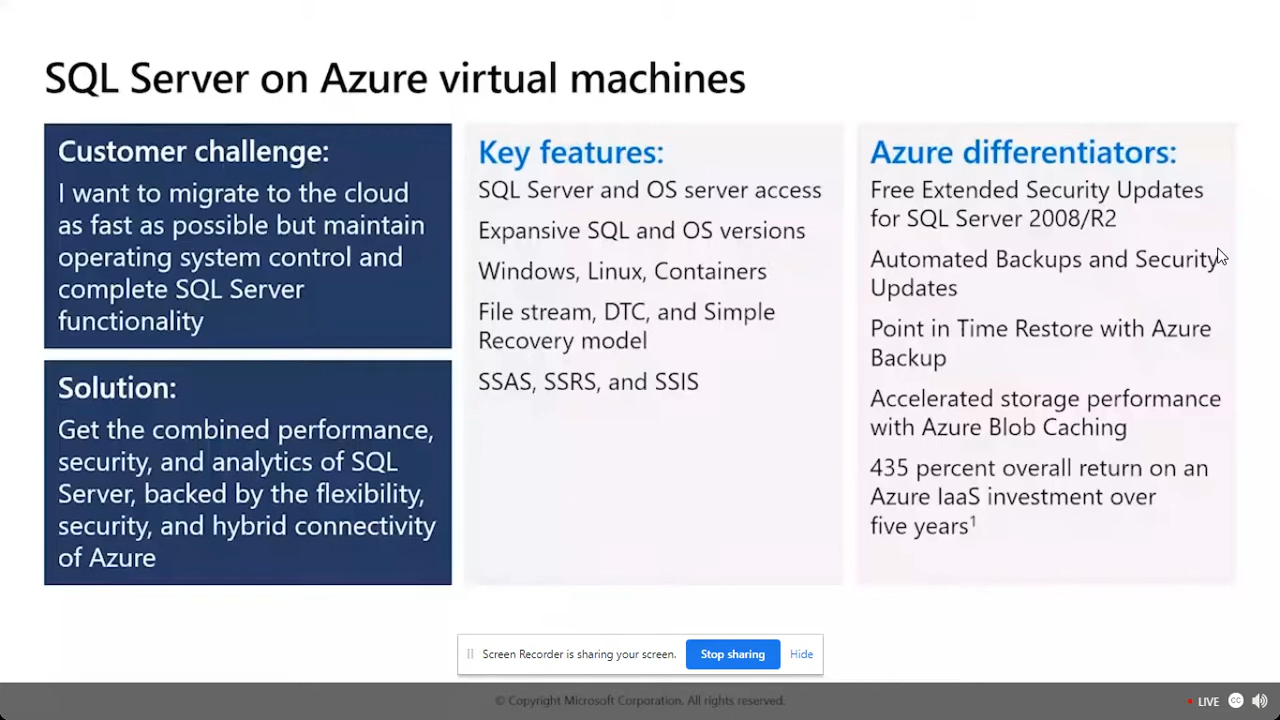 SQL Server on Azure virtual machines
Customer challenge:
I want to migrate to the cloud
as fast as possible but maintain
operating system control and
complete SQL Server
functionality
Solution:
Get the combined performance,
security, and analytics of SQL
Server, backed by the flexibility,
security, and hybrid connectivity
of Azure
Key features:
SQL Server and OS server access
Expansive SQL and OS versions
Windows, Linux, Containers
File stream, DTC, and Simple
Recovery model
SSAS, SSRS, and SSIS
Azure differentiators:
Free Extended Security Updates
for SQL Server 2008/R2
Automated Backups and Security
Updates
Point in Time Restore with Azure
Backup
Accelerated storage performance
with Azure Blob Caching
435 percent overall return on an
Azure IaaS investment over
five years¹
Screen Recorder is sharing your screen.
Stop sharing
Hide
© Copyright Microsoft Corporation. All rights reserved.
LIVE
CC